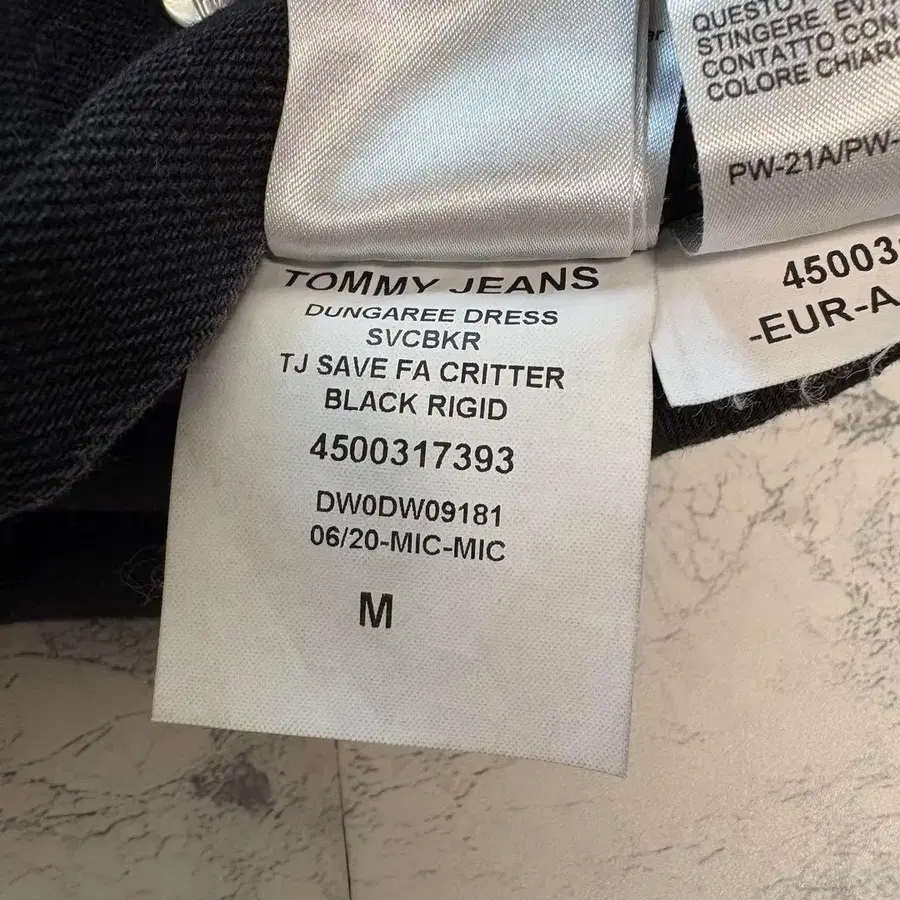 TOMMY JEANS
DUNGAREE DRESS
SVCBKR
TJ SAVE FA CRITTER
BLACK RIGID
4500317393
DW0DW09181
06/20-MIC-MIC
M
QUESTO
STINGERE. EVIT
CONTATTO CON
COLORE CHIARO
PW-21A/PW-
45003
-EUR-A